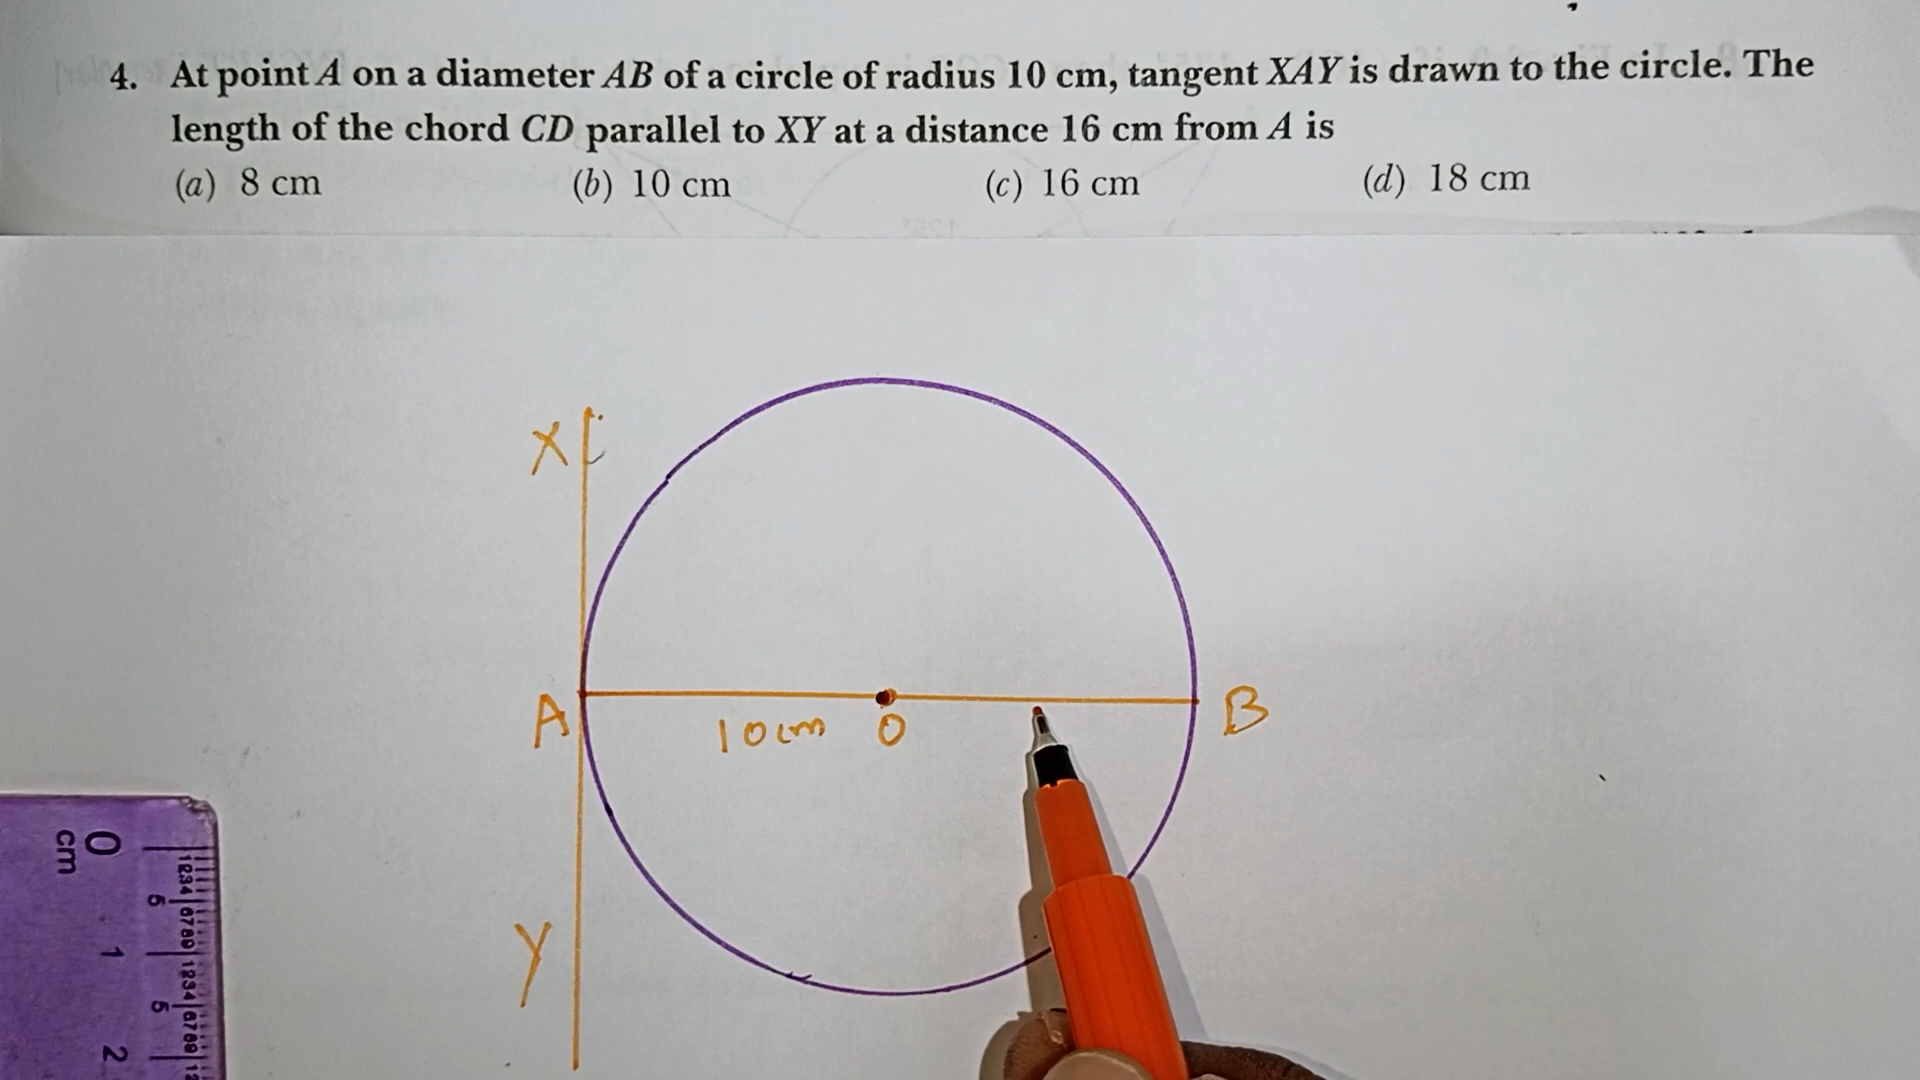 4. At point A on a diameter AB of a circle of radius 10 cm, tangent XAY is drawn to the circle. The
length of the chord CD parallel to XY at a distance 16 cm from A is
(a) 8 cm (b) 10 cm (c) 16 cm (d) 18 cm
X
A 10cm O B
Y
0 1 2
cm
5 5